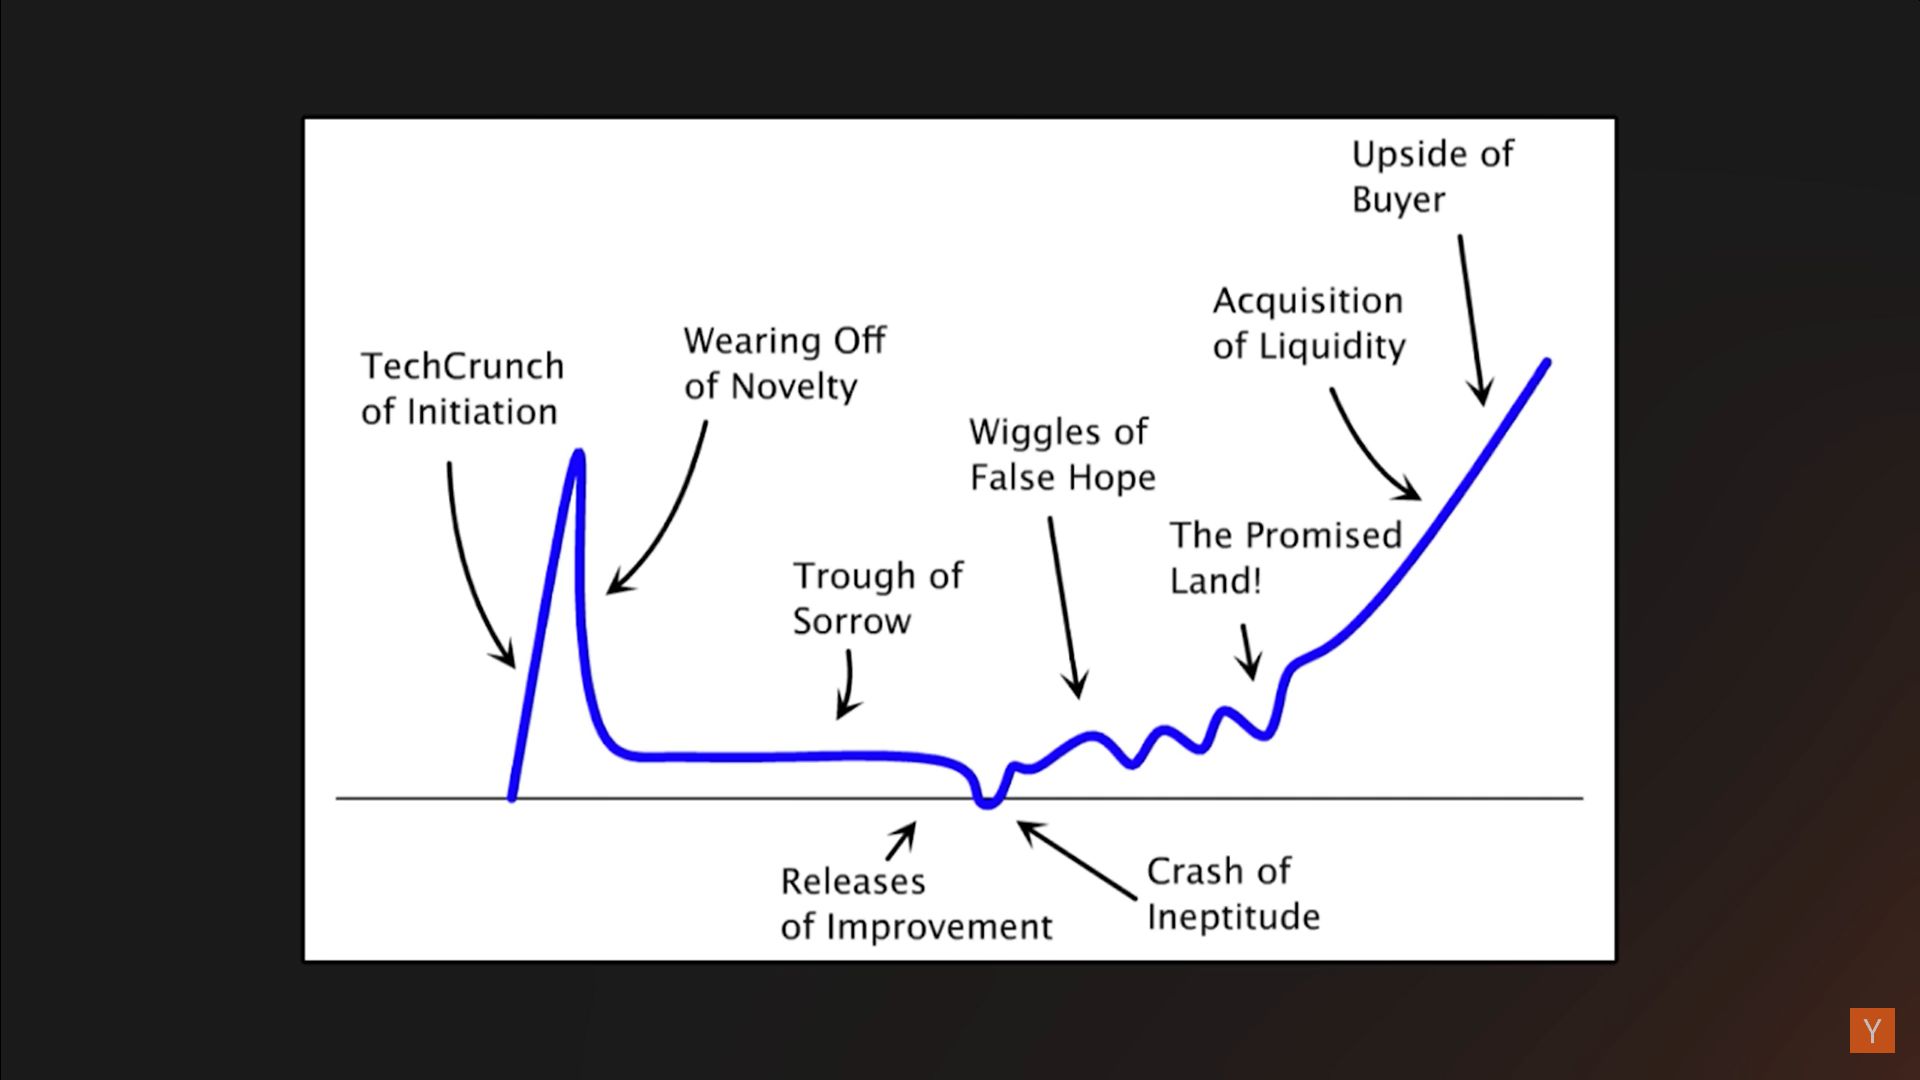 Upside of
Buyer
Acquisition
of Liquidity
Wearing Off
of Novelty
TechCrunch
of Initiation
Wiggles of
False Hope
The Promised
Land!
Trough of
Sorrow
Releases
of Improvement
Crash of
Ineptitude
Y